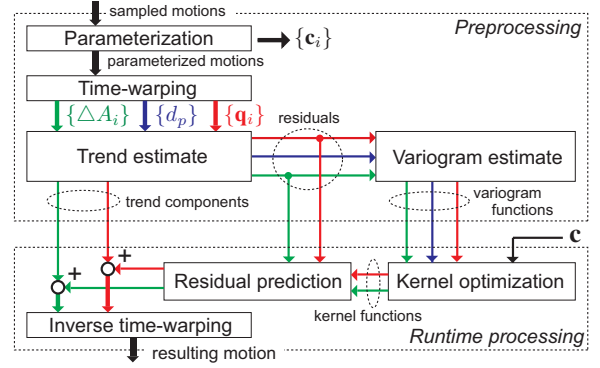 sampled motions
Preprocessing
Parameterization
{c_i}
parameterized motions
Time-warping
{△A_i} {d_p} {q_i}
residuals
Trend estimate
Variogram estimate
trend components
variogram
functions
c
+
+
Residual prediction
Kernel optimization
kernel functions
Inverse time-warping
Runtime processing
resulting motion